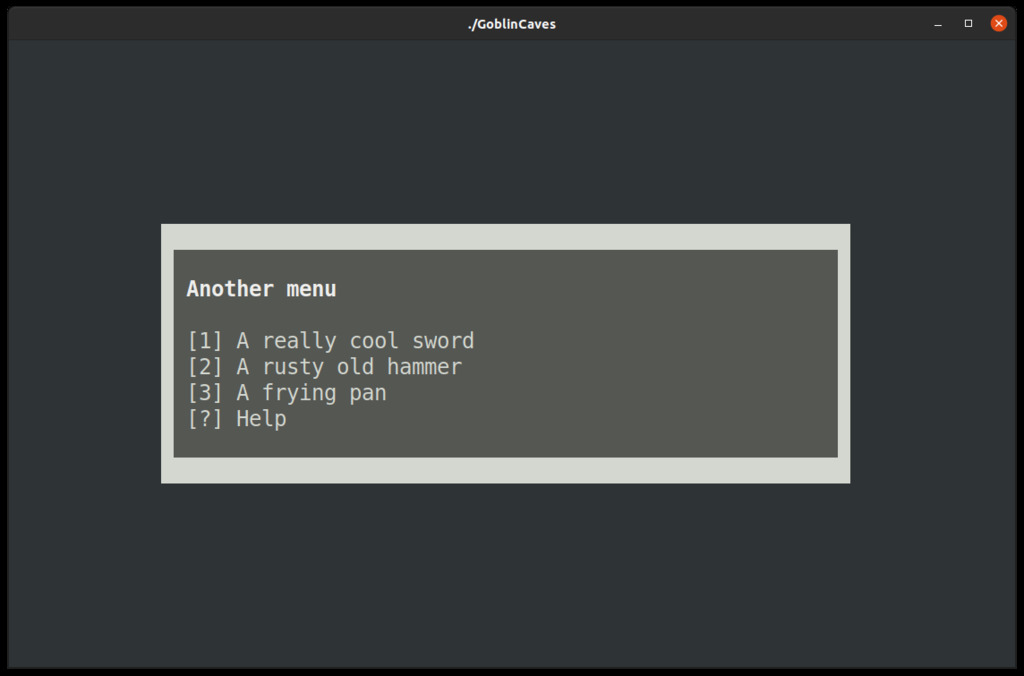 ./GoblinCaves
Another menu
[1] A really cool sword
[2] A rusty old hammer
[3] A frying pan
[?] Help